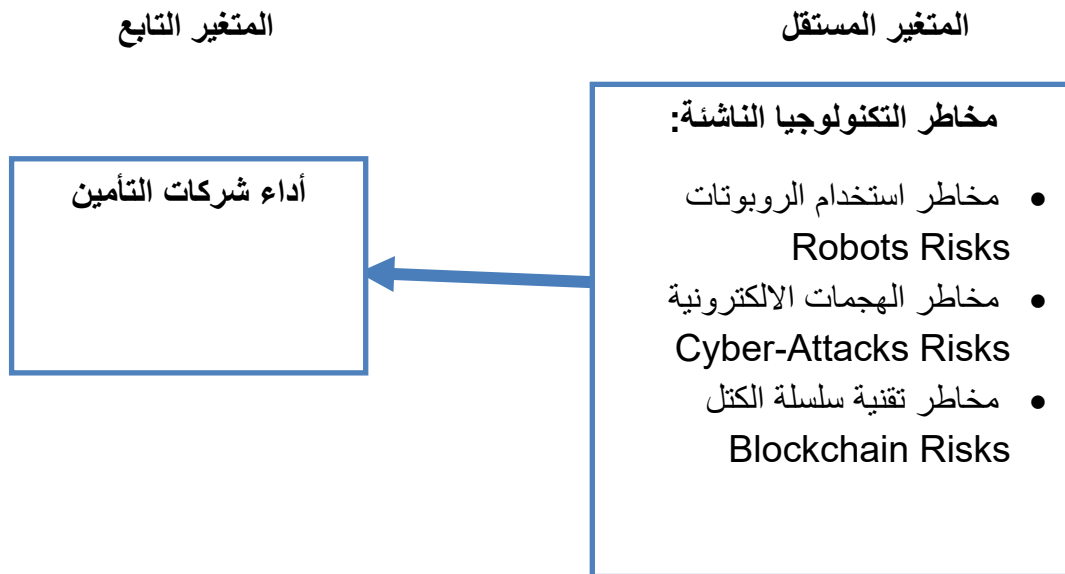 المتغير المستقل
المتغير التابع
مخاطر التكنولوجيا الناشئة:
• مخاطر استخدام الروبوتات
Robots Risks
• مخاطر الهجمات الالكترونية
Cyber-Attacks Risks
• مخاطر تقنية سلسلة الكتل
Blockchain Risks
أداء شركات التأمين